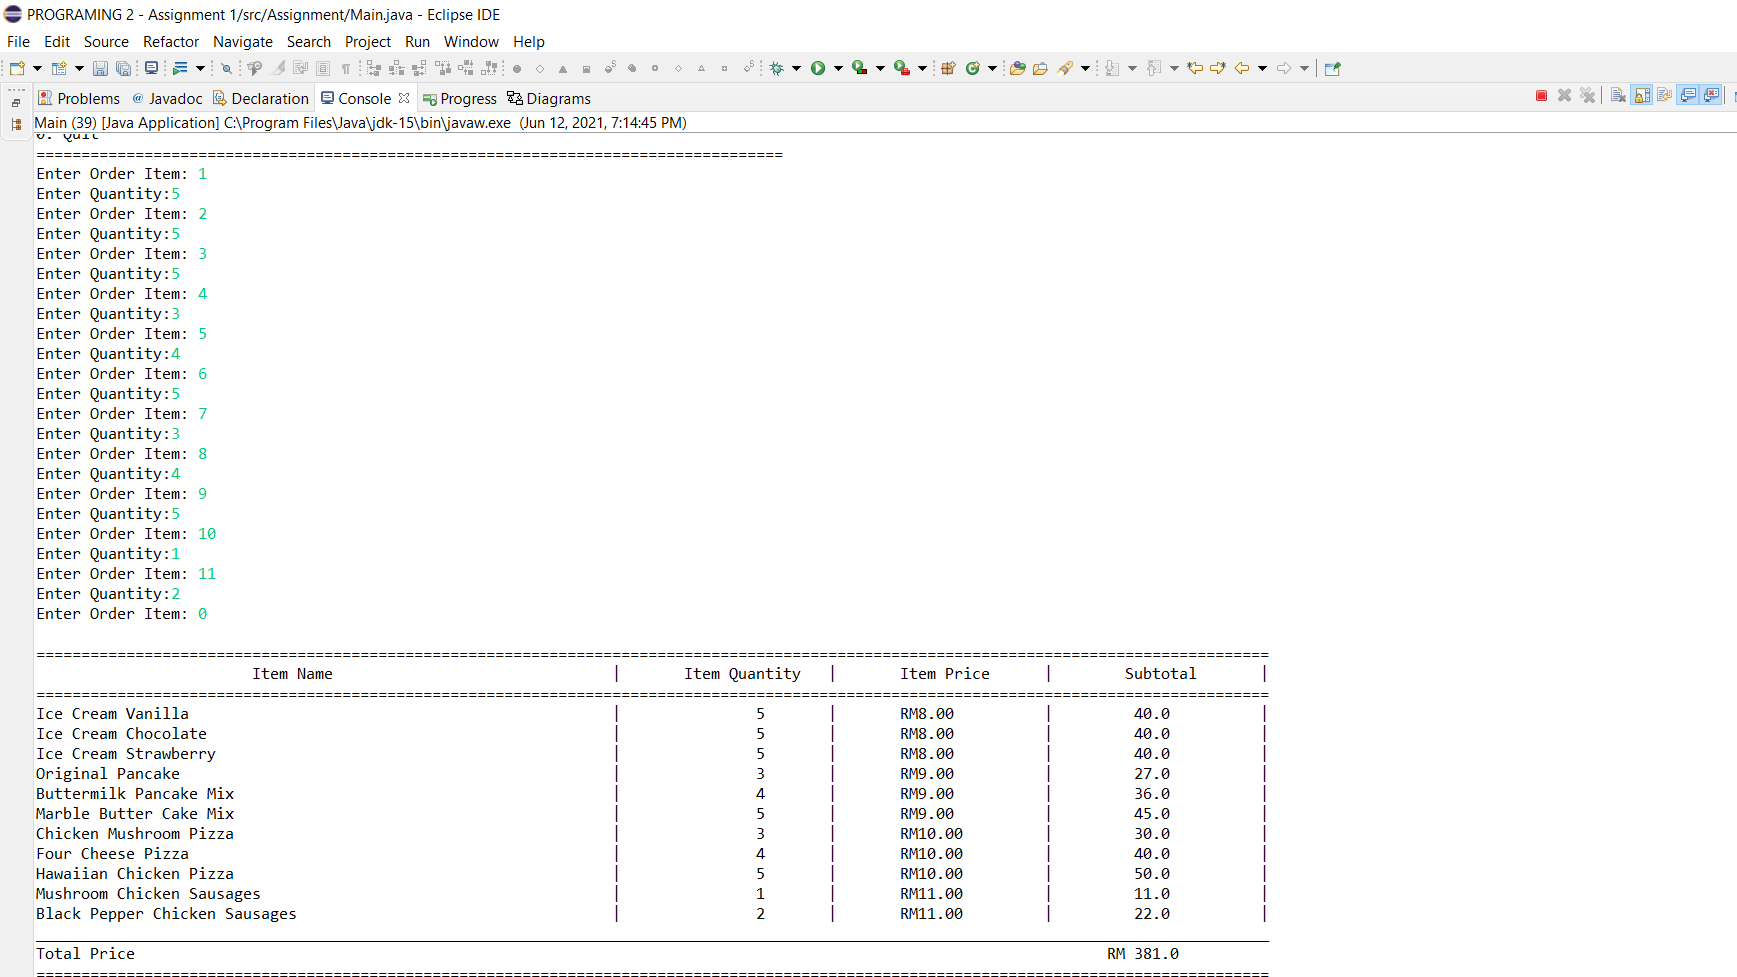 PROGRAMING 2 - Assignment 1/src/Assignment/Main.java - Eclipse IDE
File Edit Source Refactor Navigate Search Project Run Window Help
Problems @ Javadoc Declaration Console Progress Diagrams
Main (39) [Java Application] C:\Program Files\Java\jdk-15\bin\javaw.exe (Jun 12, 2021, 7:14:45 PM)
0. Quit
===================================================================================
Enter Order Item: 1
Enter Quantity:5
Enter Order Item: 2
Enter Quantity:5
Enter Order Item: 3
Enter Quantity:5
Enter Order Item: 4
Enter Quantity:3
Enter Order Item: 5
Enter Quantity:4
Enter Order Item: 6
Enter Quantity:5
Enter Order Item: 7
Enter Quantity:3
Enter Order Item: 8
Enter Quantity:4
Enter Order Item: 9
Enter Quantity:5
Enter Order Item: 10
Enter Quantity:1
Enter Order Item: 11
Enter Quantity:2
Enter Order Item: 0
=========================================================================================================================================
Item Name | Item Quantity | Item Price | Subtotal |
=========================================================================================================================================
Ice Cream Vanilla | 5 | RM8.00 | 40.0 |
Ice Cream Chocolate | 5 | RM8.00 | 40.0 |
Ice Cream Strawberry | 5 | RM8.00 | 40.0 |
Original Pancake | 3 | RM9.00 | 27.0 |
Buttermilk Pancake Mix | 4 | RM9.00 | 36.0 |
Marble Butter Cake Mix | 5 | RM9.00 | 45.0 |
Chicken Mushroom Pizza | 3 | RM10.00 | 30.0 |
Four Cheese Pizza | 4 | RM10.00 | 40.0 |
Hawaiian Chicken Pizza | 5 | RM10.00 | 50.0 |
Mushroom Chicken Sausages | 1 | RM11.00 | 11.0 |
Black Pepper Chicken Sausages | 2 | RM11.00 | 22.0 |
_________________________________________________________________________________________________________________________________________
Total Price RM 381.0
=========================================================================================================================================